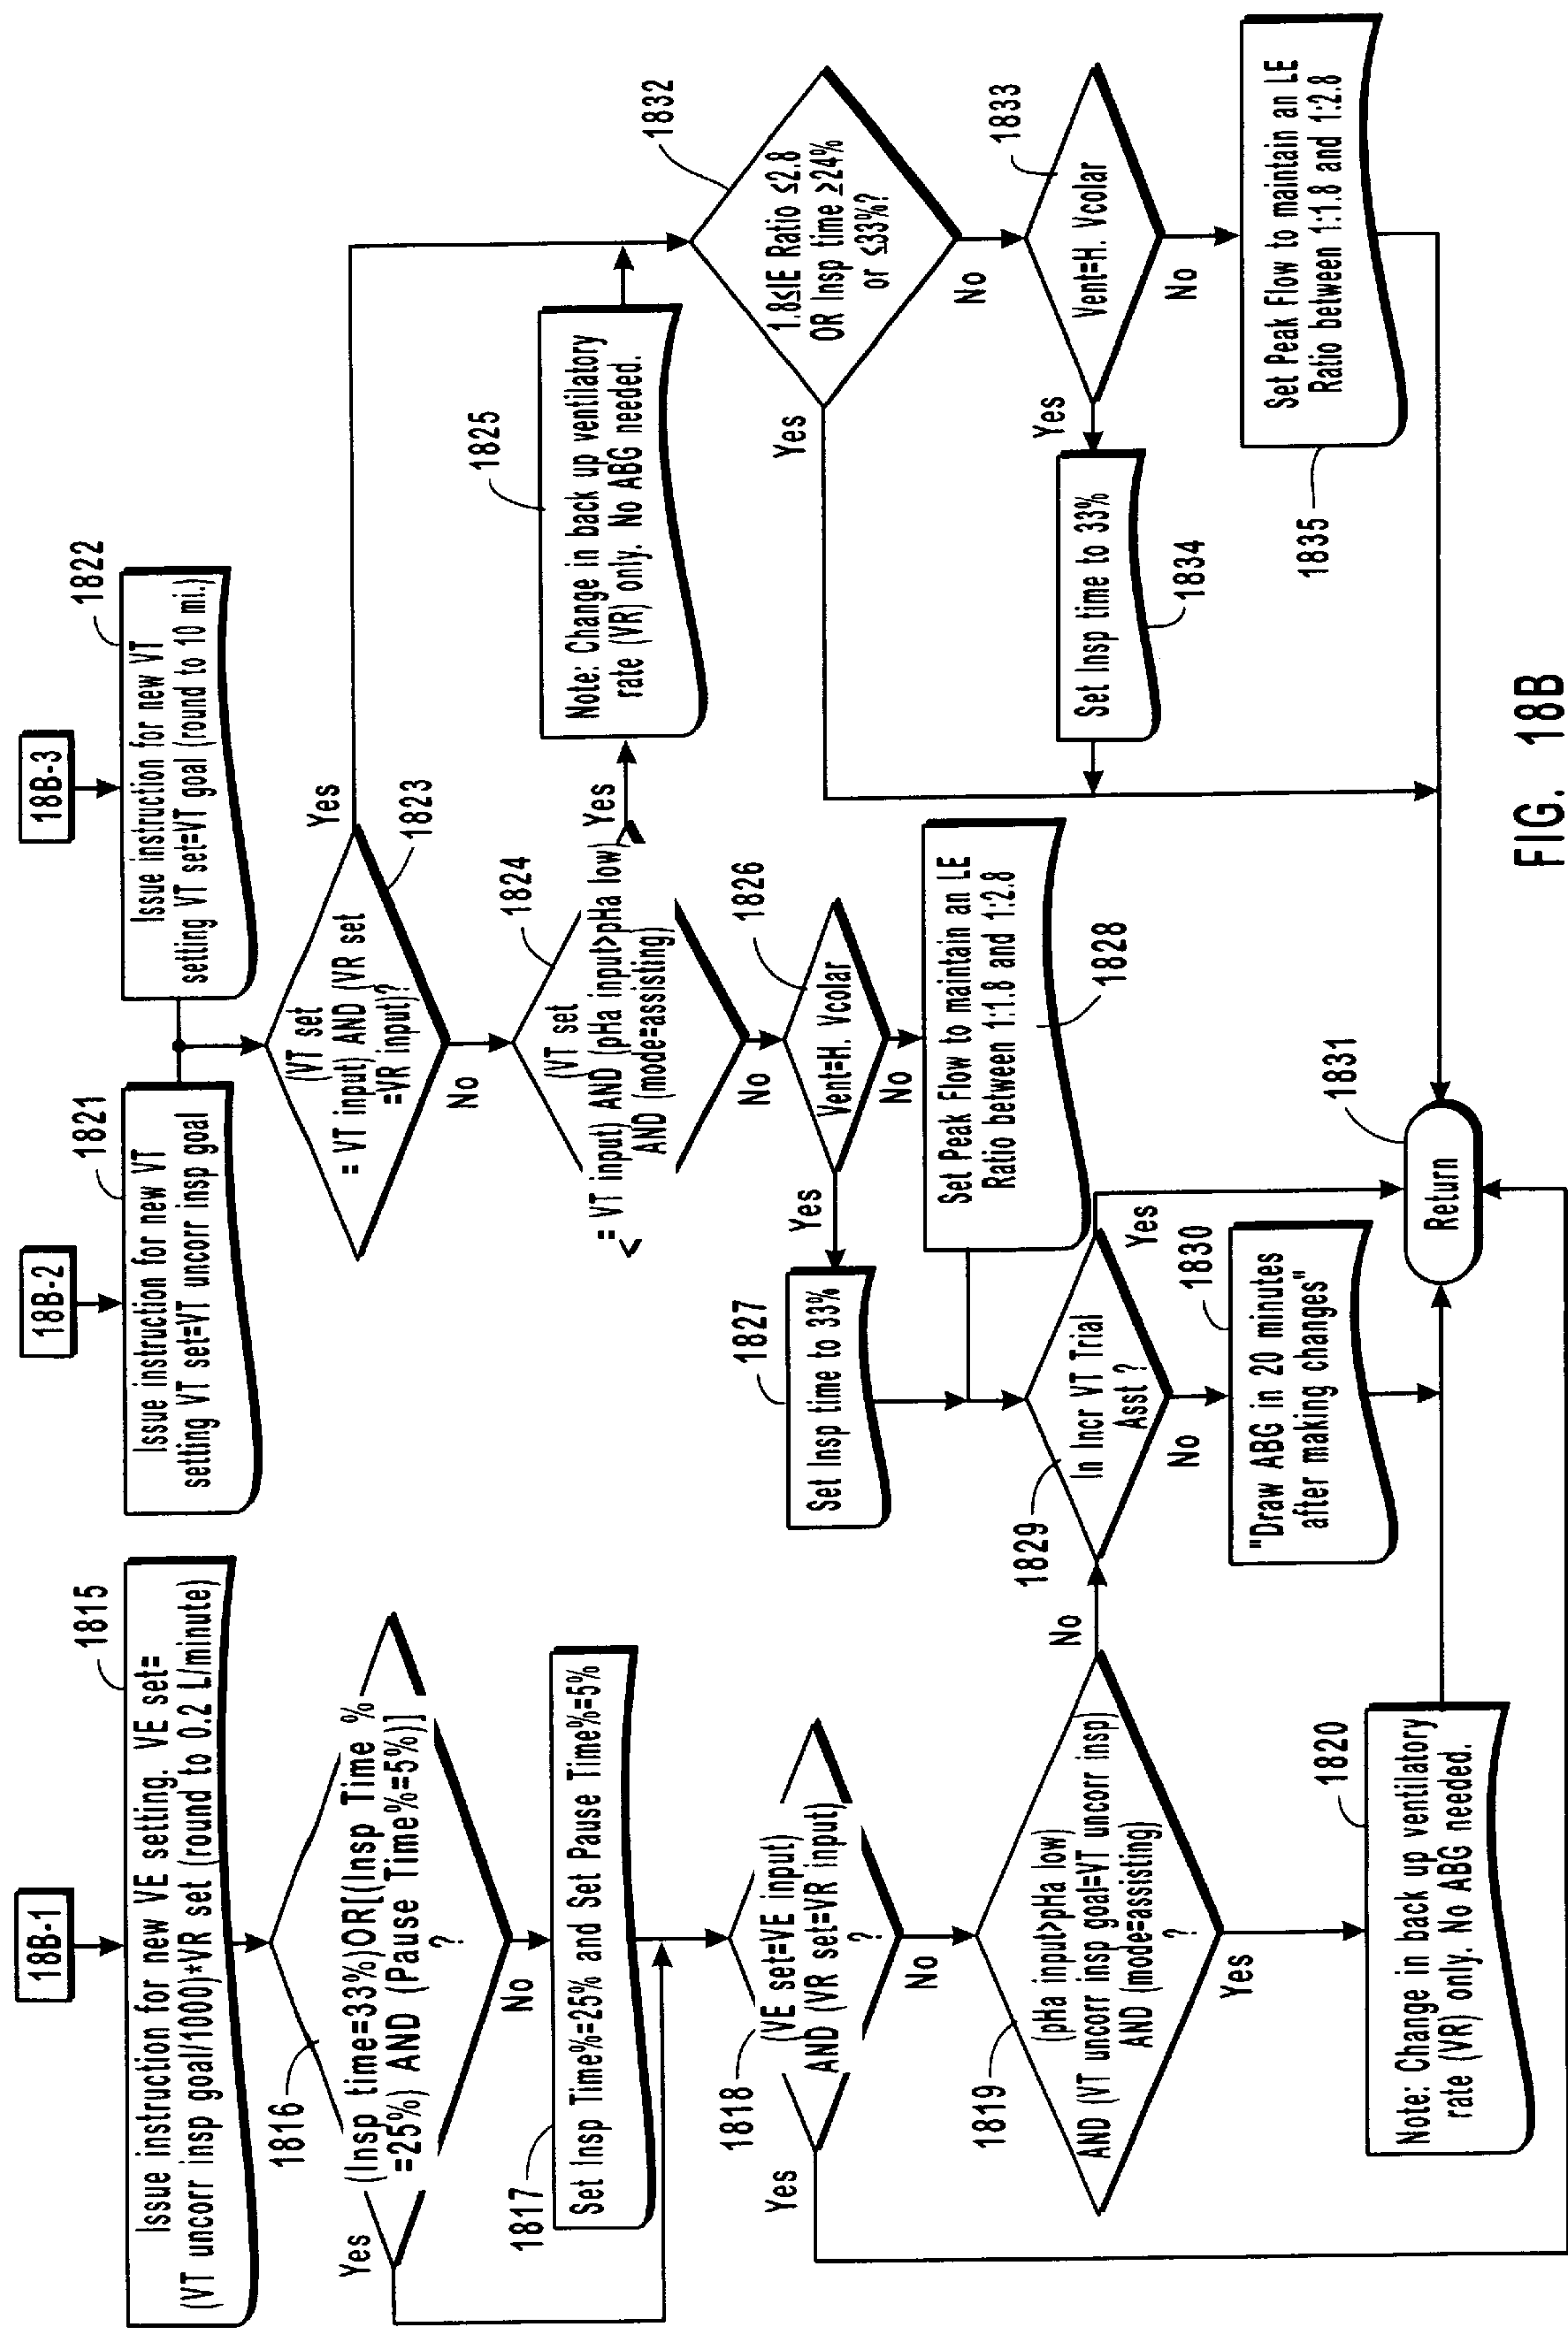 18B-1
1815
Issue instruction for new VE setting. VE set=
(VT uncorr insp goal/1000)*VR set (round to 0.2 L/minute)
1816
(Insp time=33%)OR[(Insp Time %
=25%) AND (Pause Time%=5%)]
?
Yes
No
1817
Set Insp Time%=25% and Set Pause Time%=5%
1818
(VE set=VE input)
AND (VR set=VR input)
?
Yes
No
1819
(pHa input>pHa low)
AND (VT uncorr insp goal=VT uncorr insp)
AND (mode=assisting)
?
No
Yes
1820
Note: Change in back up ventilatory
rate (VR) only. No ABG needed.
18B-2
1821
Issue instruction for new VT
setting VT set=VT uncorr insp goal
18B-3
1822
Issue instruction for new VT
setting VT set=VT goal (round to 10 mi.)
1823
(VT set
= VT input) AND (VR set
=VR input)?
Yes
No
1824
(VT set
= VT input) AND (pHa input>pHa low)
AND (mode=assisting)
Yes
No
1825
Note: Change in back up ventilatory
rate (VR) only. No ABG needed.
1826
Vent=H. Vcolar
Yes
No
1827
Set Insp time to 33%
1828
Set Peak Flow to maintain an LE
Ratio between 1:1.8 and 1:2.8
1829
In Incr VT Trial
Asst ?
Yes
No
1830
"Draw ABG in 20 minutes
after making changes"
1831
Return
1832
1.8≤IE Ratio ≤2.8
OR Insp time ≥24%
or ≤33%?
Yes
No
1833
Vent=H. Vcolar
Yes
No
1834
Set Insp time to 33%
1835
Set Peak Flow to maintain an LE
Ratio between 1:1.8 and 1:2.8
FIG. 18B